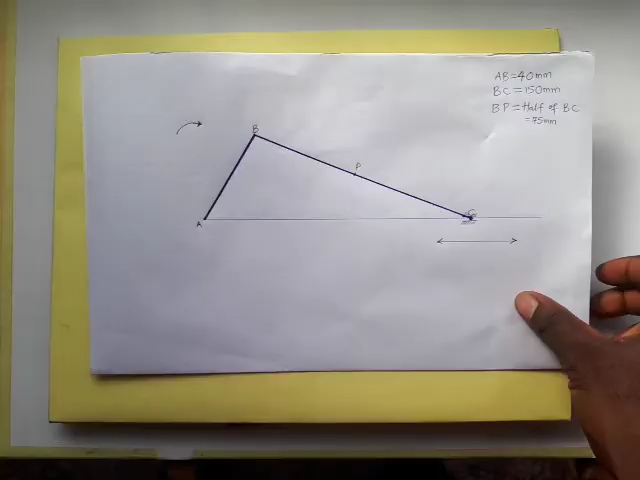 AB = 40mm
BC = 150mm
BP = Half of BC
= 75mm
B
P
C
A